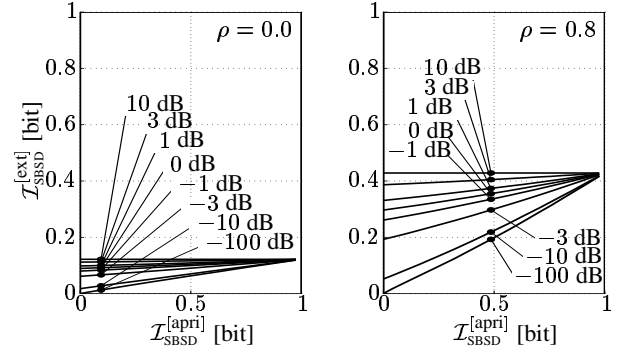 1
0.8
0.6
0.4
0.2
0
0
0.5
1
ρ = 0.0
10 dB
3 dB
1 dB
0 dB
−1 dB
−3 dB
−10 dB
−100 dB
I_SBSD^[ext] [bit]
I_SBSD^[apri] [bit]
1
0.8
0.6
0.4
0.2
0
0
0.5
1
ρ = 0.8
10 dB
3 dB
1 dB
0 dB
−1 dB
−3 dB
−10 dB
−100 dB
I_SBSD^[apri] [bit]